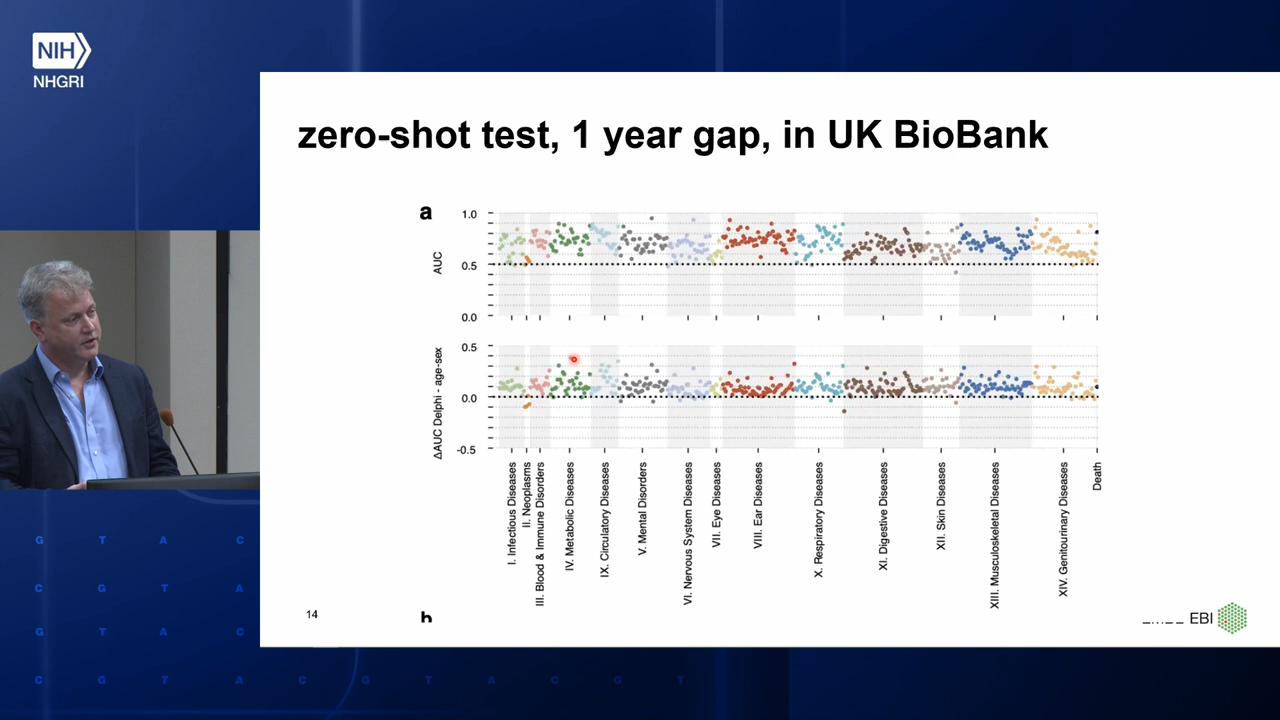 NIH
NHGRI
zero-shot test, 1 year gap, in UK BioBank
a
1.0
0.5
0.0
AUC
0.5
0.0
-0.5
ΔAUC Delphi - age-sex
I. Infectious Diseases
II. Neoplasms
III. Blood & Immune Disorders
IV. Metabolic Diseases
IX. Circulatory Diseases
V. Mental Disorders
VI. Nervous System Diseases
VII. Eye Diseases
VIII. Ear Diseases
X. Respiratory Diseases
XI. Digestive Diseases
XII. Skin Diseases
XIII. Musculoskeletal Diseases
XIV. Genitourinary Diseases
Death
14
b
EBI
G T A C
C G T A
G T A C
C G T A C G T A C G T